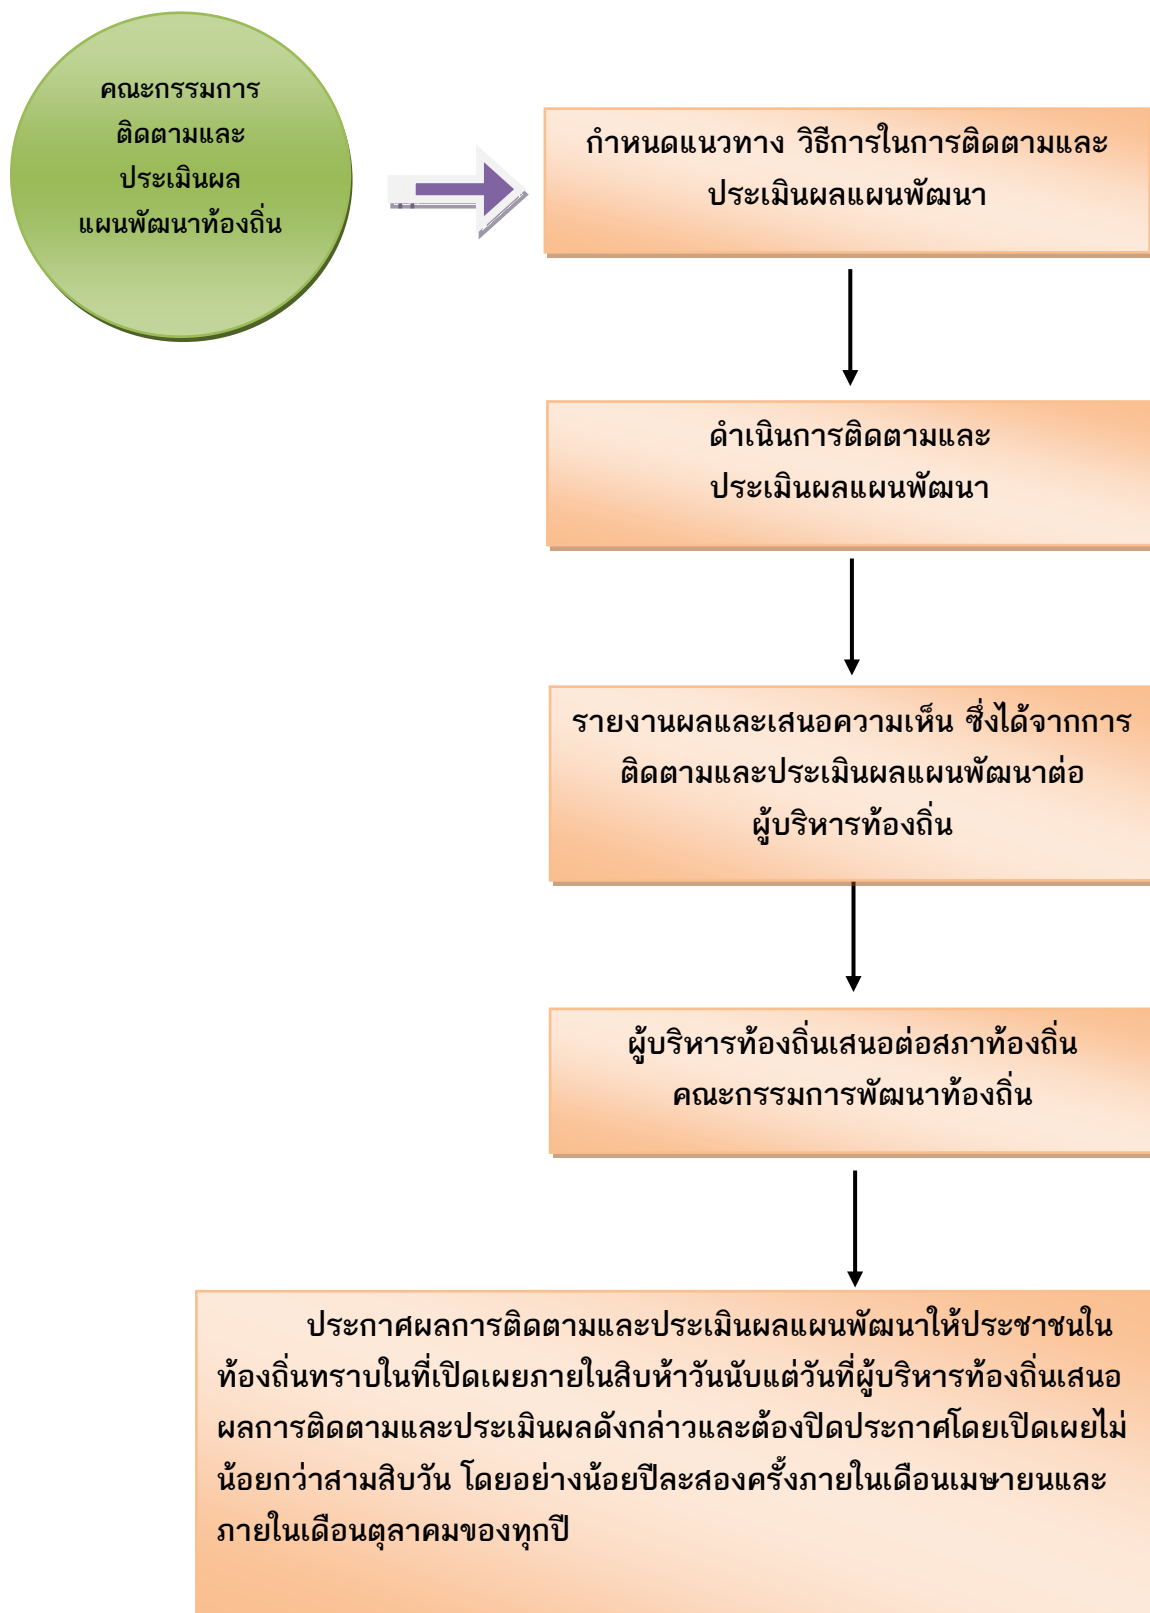 คณะกรรมการ
ติดตามและ
ประเมินผล
แผนพัฒนาท้องถิ่น
กำหนดแนวทาง วิธีการในการติดตามและ
ประเมินผลแผนพัฒนา
ดำเนินการติดตามและ
ประเมินผลแผนพัฒนา
รายงานผลและเสนอความเห็น ซึ่งได้จากการ
ติดตามและประเมินผลแผนพัฒนาต่อ
ผู้บริหารท้องถิ่น
ผู้บริหารท้องถิ่นเสนอต่อสภาท้องถิ่น
คณะกรรมการพัฒนาท้องถิ่น
ประกาศผลการติดตามและประเมินผลแผนพัฒนาให้ประชาชนใน
ท้องถิ่นทราบในที่เปิดเผยภายในสิบห้าวันนับแต่วันที่ผู้บริหารท้องถิ่นเสนอ
ผลการติดตามและประเมินผลดังกล่าวและต้องปิดประกาศโดยเปิดเผยไม่
น้อยกว่าสามสิบวัน โดยอย่างน้อยปีละสองครั้งภายในเดือนเมษายนและ
ภายในเดือนตุลาคมของทุกปี